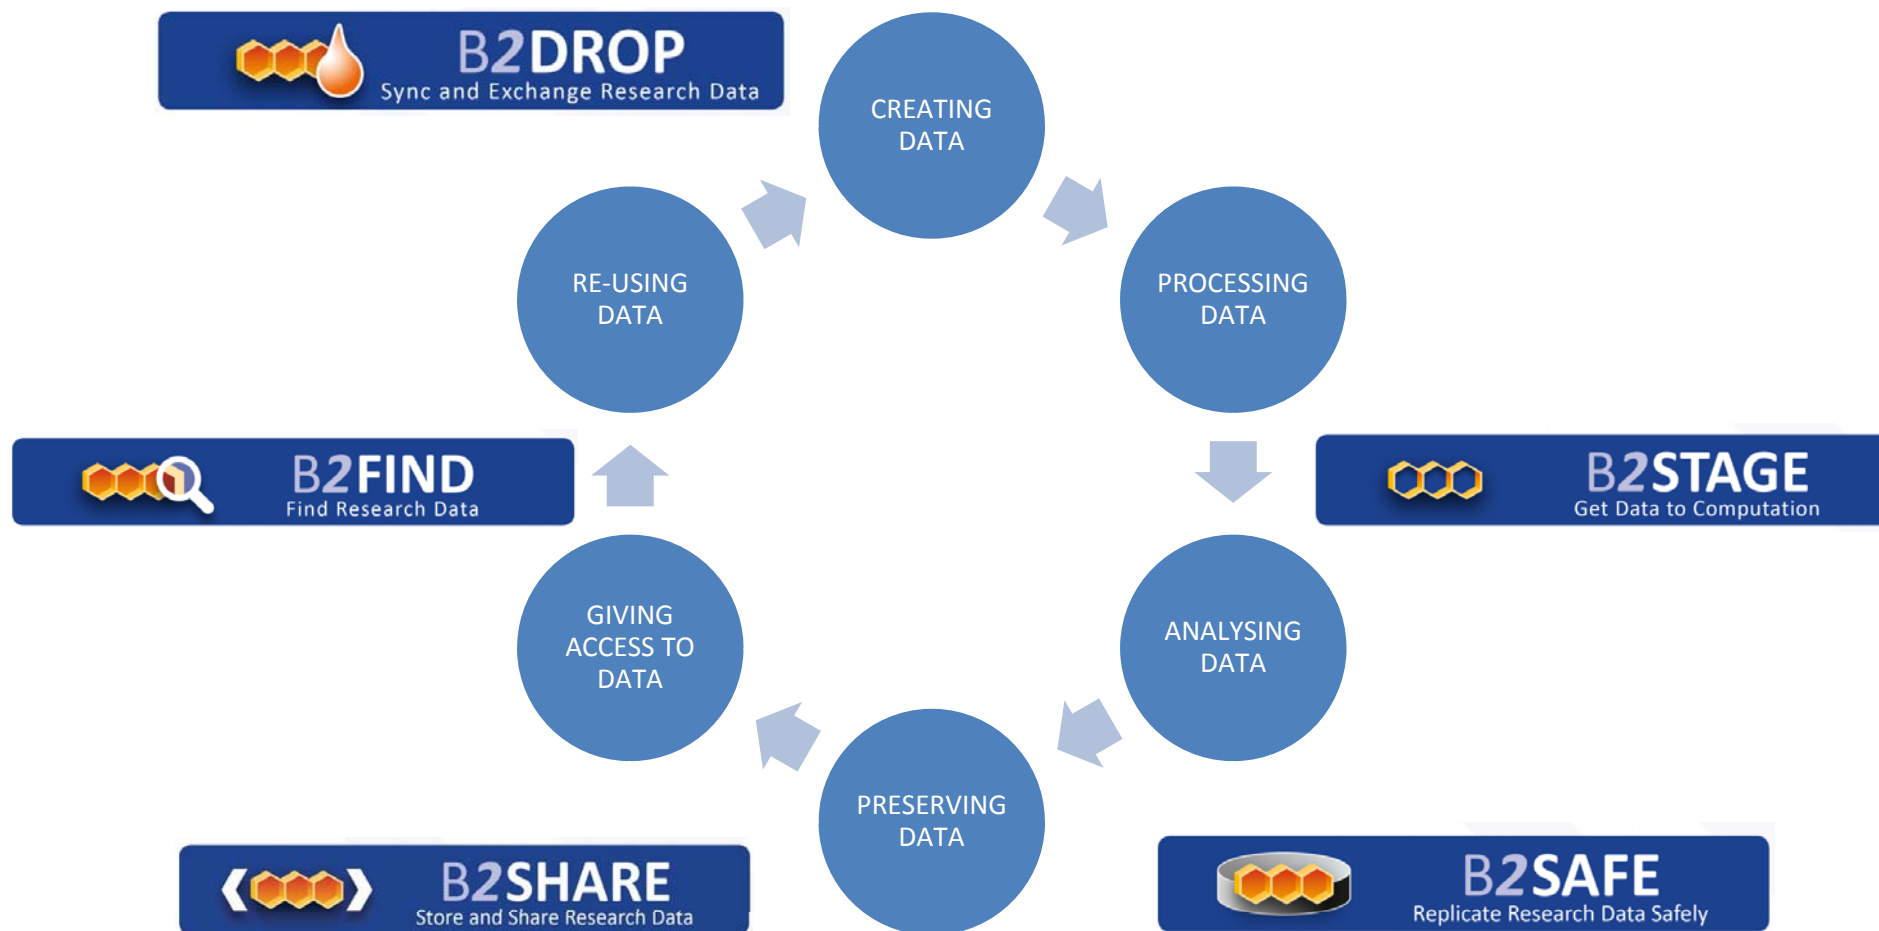 B2DROP
Sync and Exchange Research Data
CREATING
DATA
RE-USING
DATA
PROCESSING
DATA
B2FIND
Find Research Data
B2STAGE
Get Data to Computation
GIVING
ACCESS TO
DATA
ANALYSING
DATA
PRESERVING
DATA
B2SHARE
Store and Share Research Data
B2SAFE
Replicate Research Data Safely